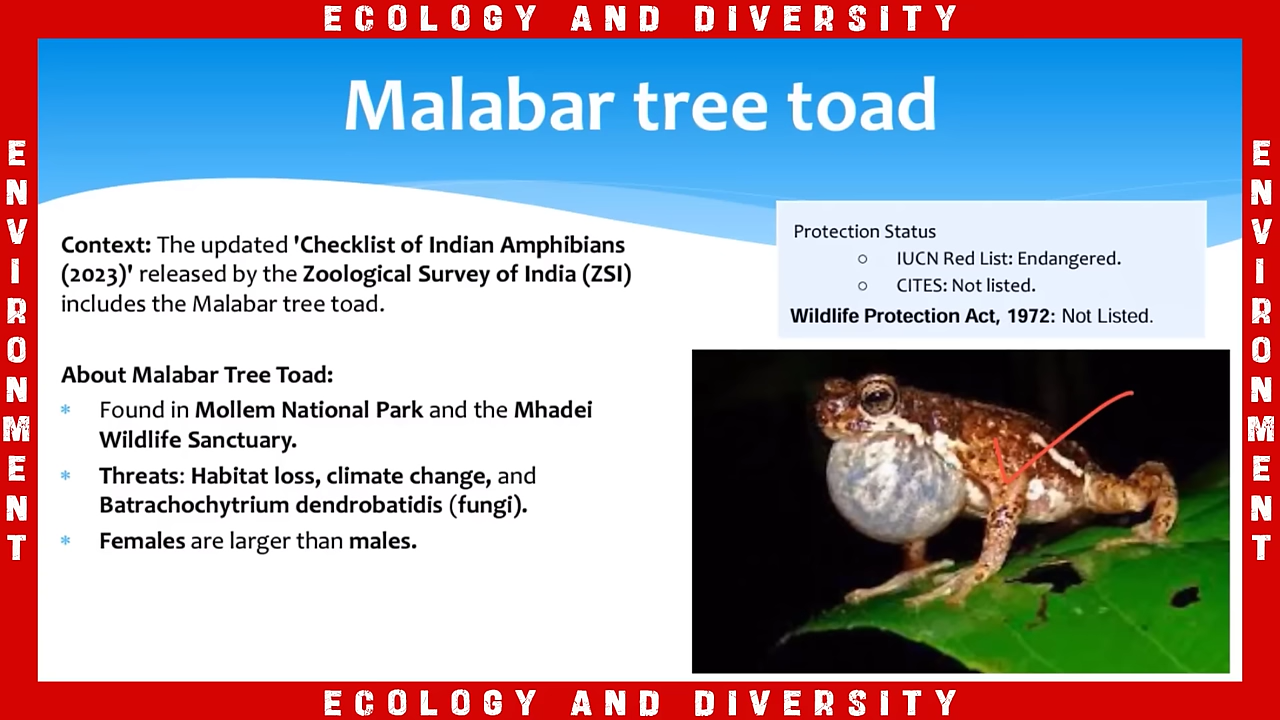 ECOLOGY AND DIVERSITY
Malabar tree toad
ENVIRONMENT
Context: The updated 'Checklist of Indian Amphibians
(2023)' released by the Zoological Survey of India (ZSI)
includes the Malabar tree toad.
About Malabar Tree Toad:
* Found in Mollem National Park and the Mhadei
Wildlife Sanctuary.
* Threats: Habitat loss, climate change, and
Batrachochytrium dendrobatidis (fungi).
* Females are larger than males.
Protection Status
○ IUCN Red List: Endangered.
○ CITES: Not listed.
Wildlife Protection Act, 1972: Not Listed.
ENVIRONMENT
ECOLOGY AND DIVERSITY